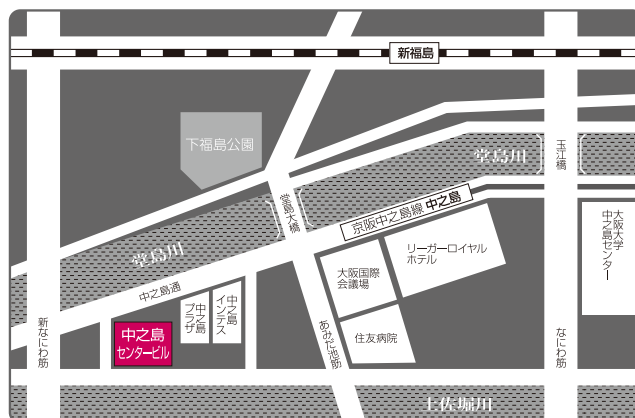 新福島
下福島公園
堂島川
玉江橋
堂島大橋
京阪中之島線 中之島
大阪大学
中之島センター
リーガーロイヤル
ホテル
堂島川
大阪国際
会議場
中之島通
中之島
プラザ
中之島
インテス
新なにわ筋
中之島
センタービル
あみだ池筋
住友病院
なにわ筋
土佐堀川